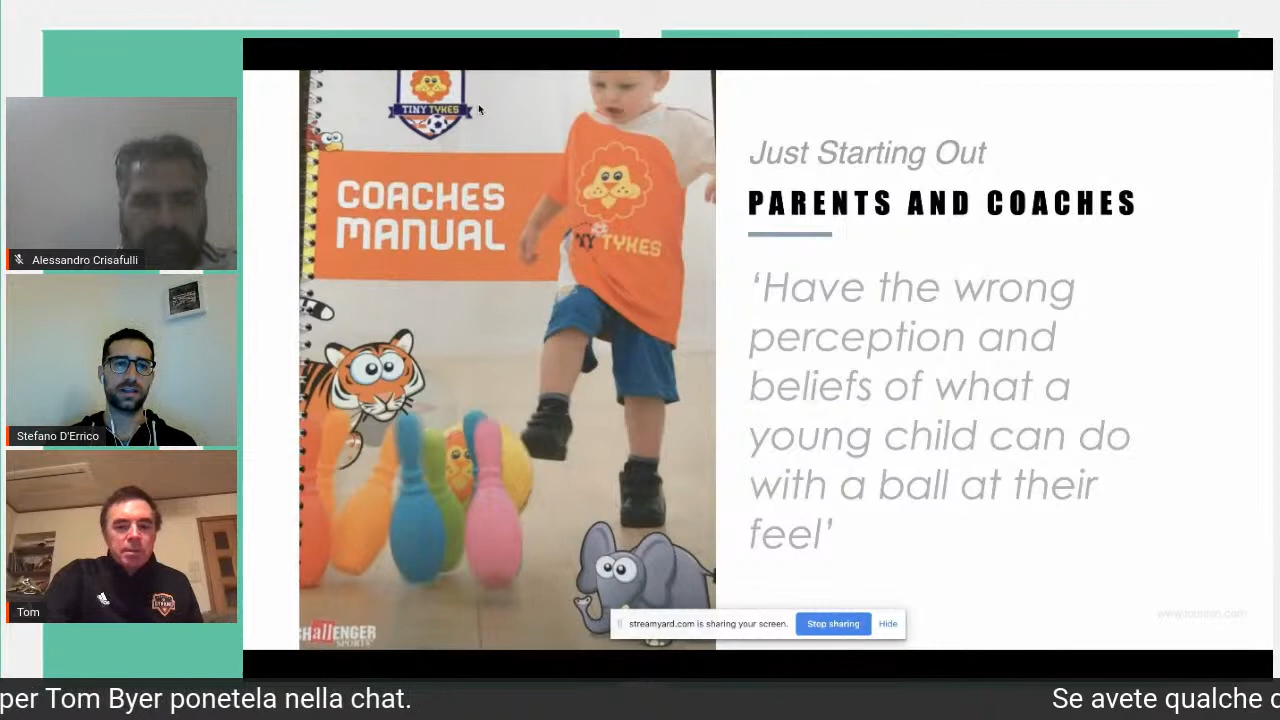 TINY TYKES
COACHES
MANUAL
NY TYKES
CHALLENGER
SPORTS
Just Starting Out
PARENTS AND COACHES
‘Have the wrong
perception and
beliefs of what a
young child can do
with a ball at their
feel’
streamyard.com is sharing your screen.
Stop sharing
Hide
Alessandro Crisafulli
Stefano D'Errico
Tom
per Tom Byer ponetela nella chat.
Se avete qualche